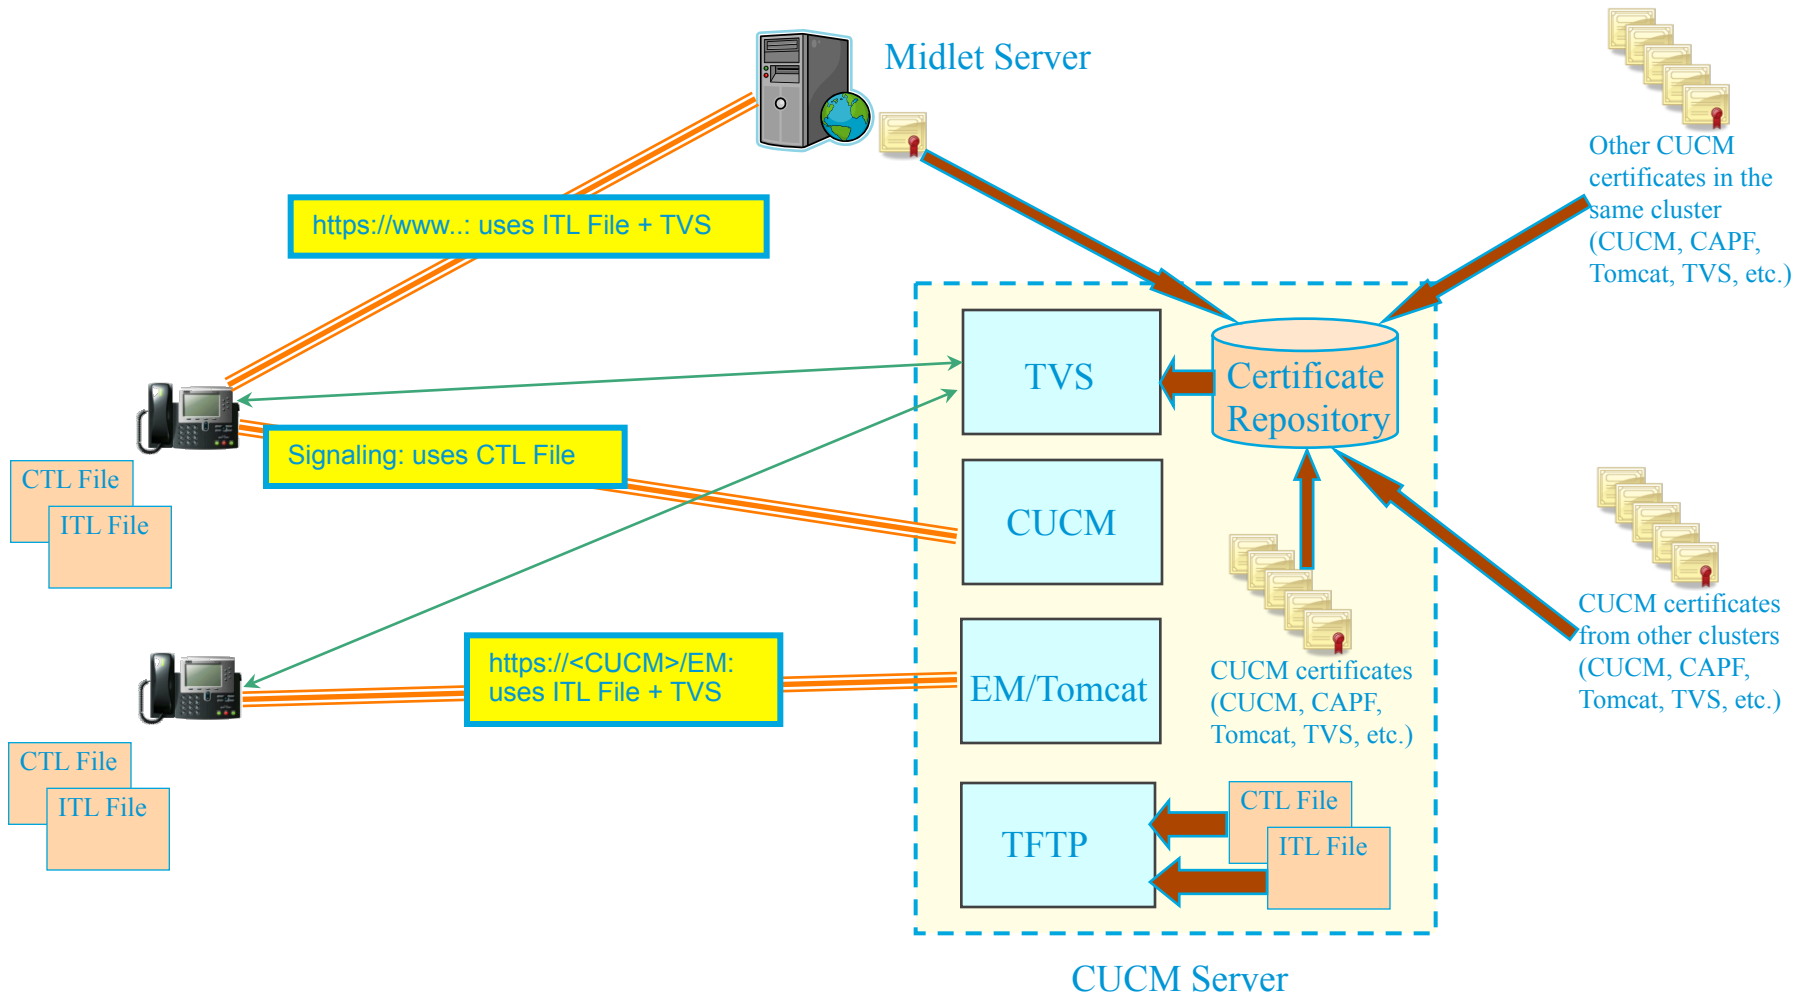 Midlet Server
Other CUCM
certificates in the
same cluster
(CUCM, CAPF,
Tomcat, TVS, etc.)
https://www..: uses ITL File + TVS
TVS
Certificate
Repository
Signaling: uses CTL File
CTL File
ITL File
CUCM
CUCM certificates
from other clusters
(CUCM, CAPF,
Tomcat, TVS, etc.)
https://<CUCM>/EM:
uses ITL File + TVS
EM/Tomcat
CUCM certificates
(CUCM, CAPF,
Tomcat, TVS, etc.)
CTL File
ITL File
TFTP
CTL File
ITL File
CUCM Server